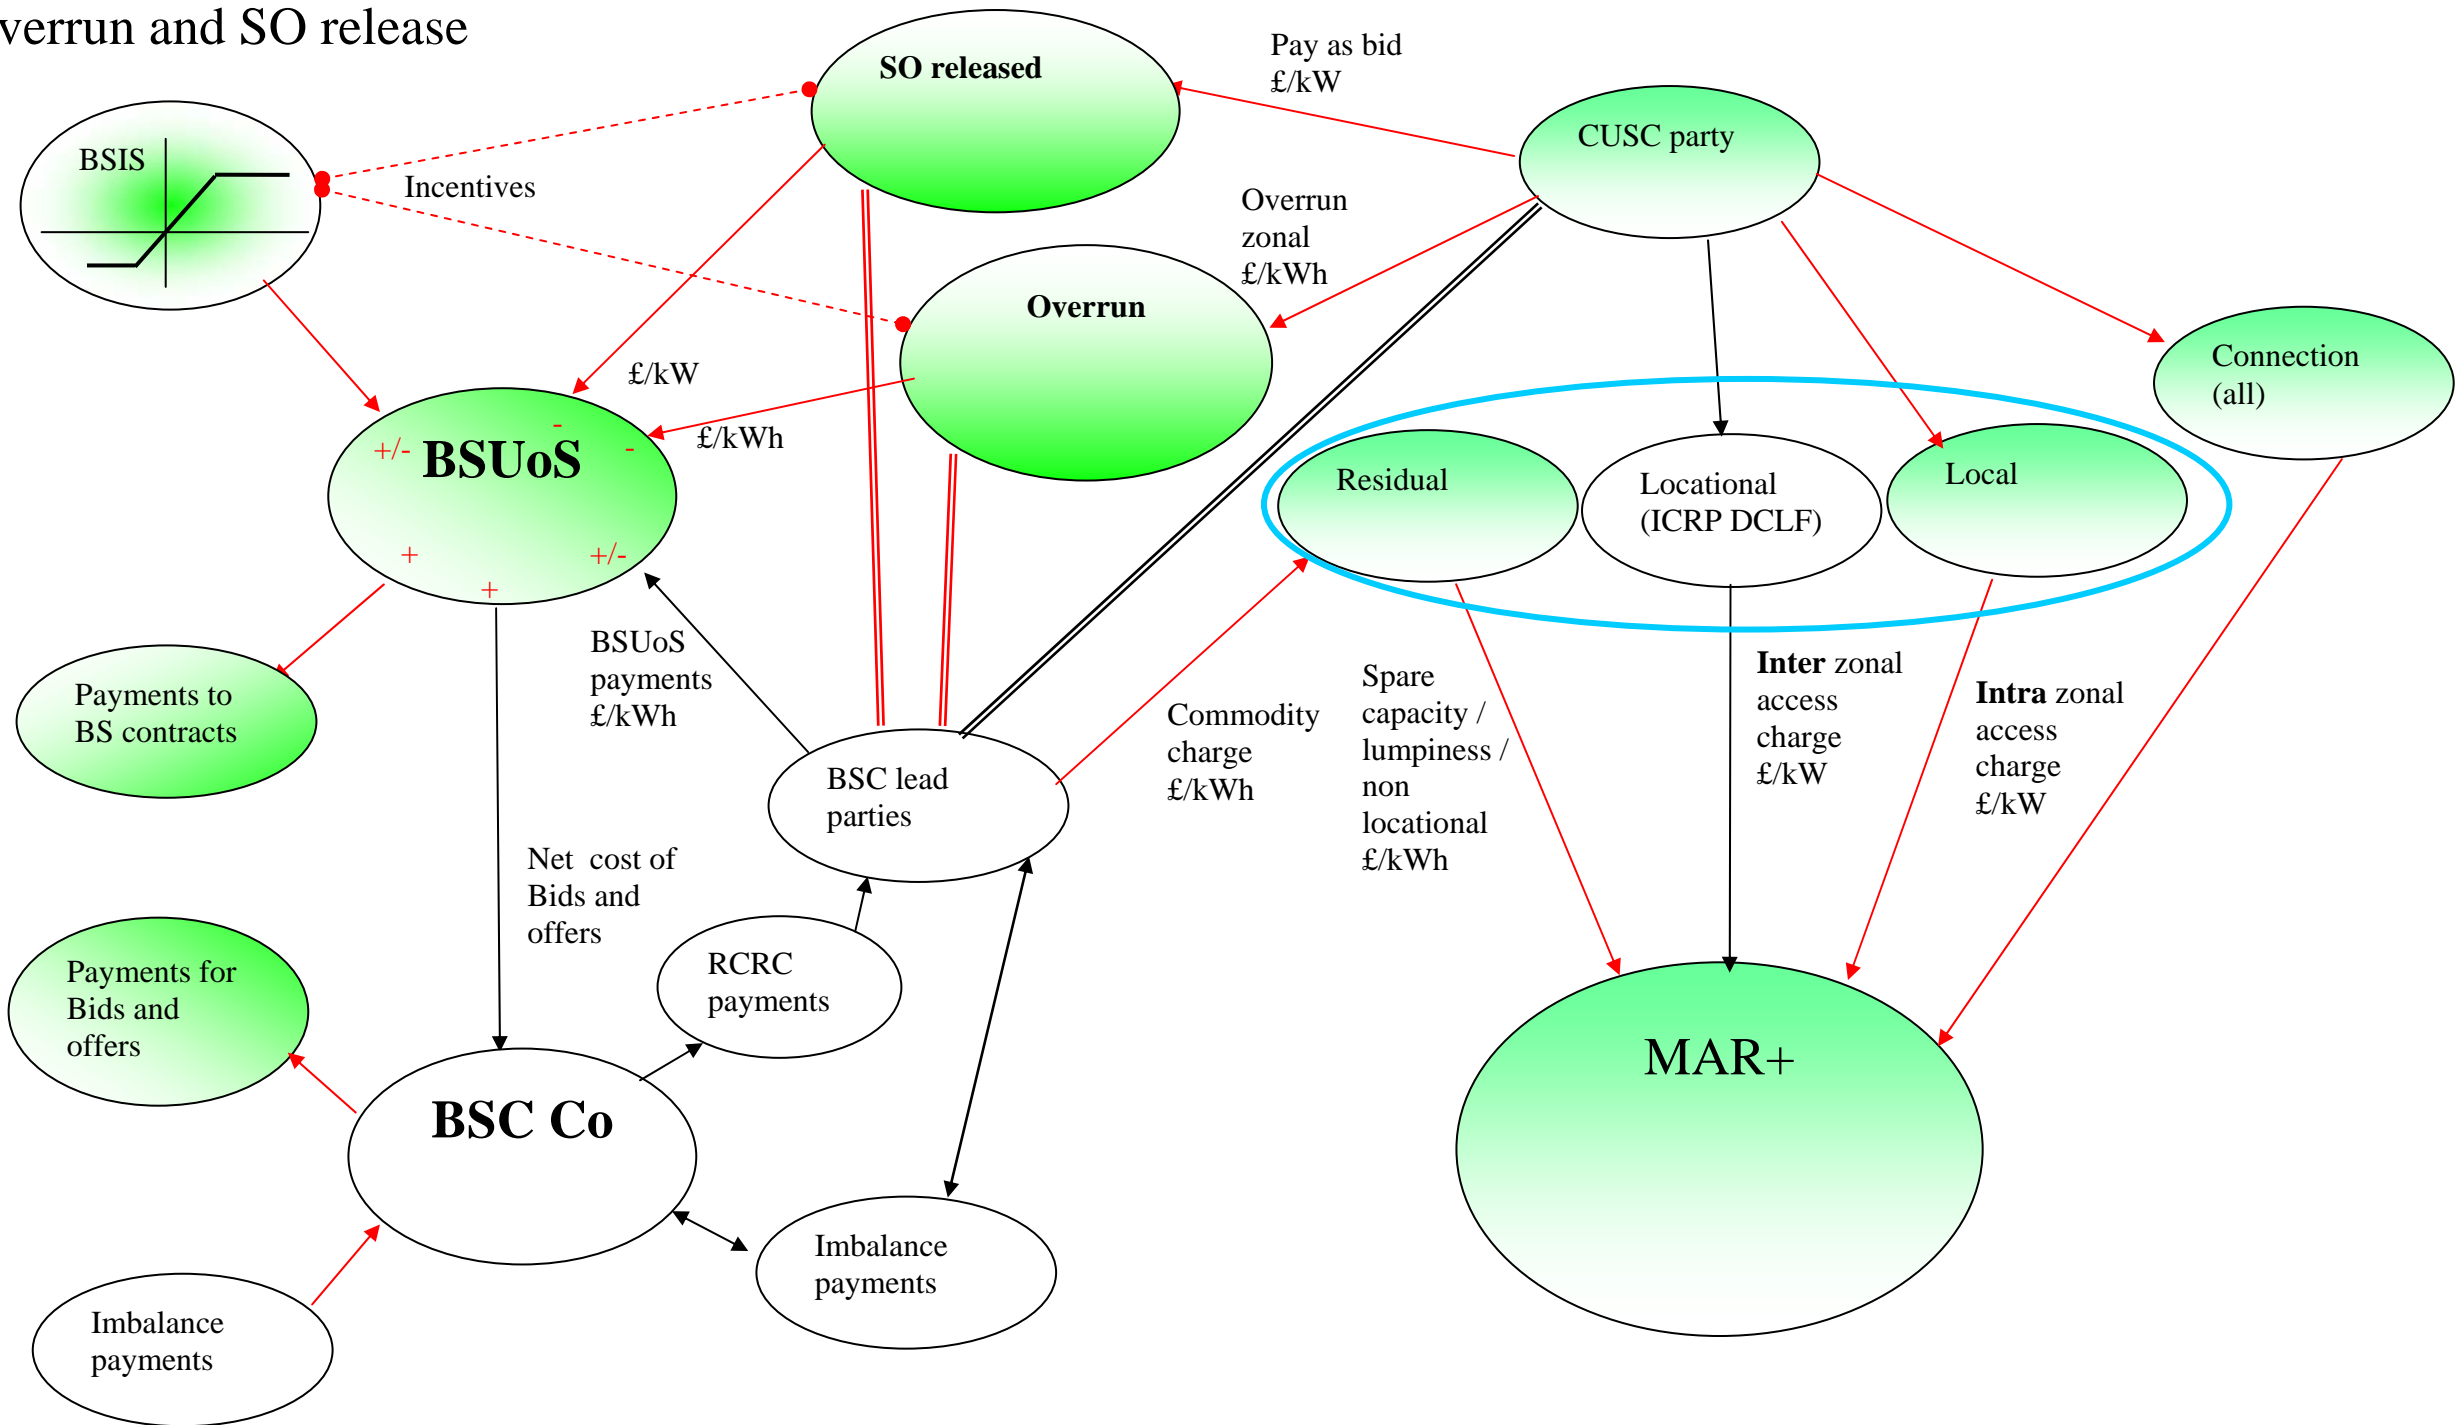 verrun and SO release
SO released
Pay as bid
£/kW
CUSC party
BSIS
Incentives
Overrun
zonal
£/kWh
Overrun
Connection
(all)
£/kW
£/kWh
+/-
-
-
BSUoS
+
+
+/-
Residual
Locational
(ICRP DCLF)
Local
Payments to
BS contracts
BSUoS
payments
£/kWh
BSC lead
parties
Commodity
charge
£/kWh
Spare
capacity /
lumpiness /
non
locational
£/kWh
Inter zonal
access
charge
£/kW
Intra zonal
access
charge
£/kW
Net cost of
Bids and
offers
Payments for
Bids and
offers
RCRC
payments
MAR+
BSC Co
Imbalance
payments
Imbalance
payments